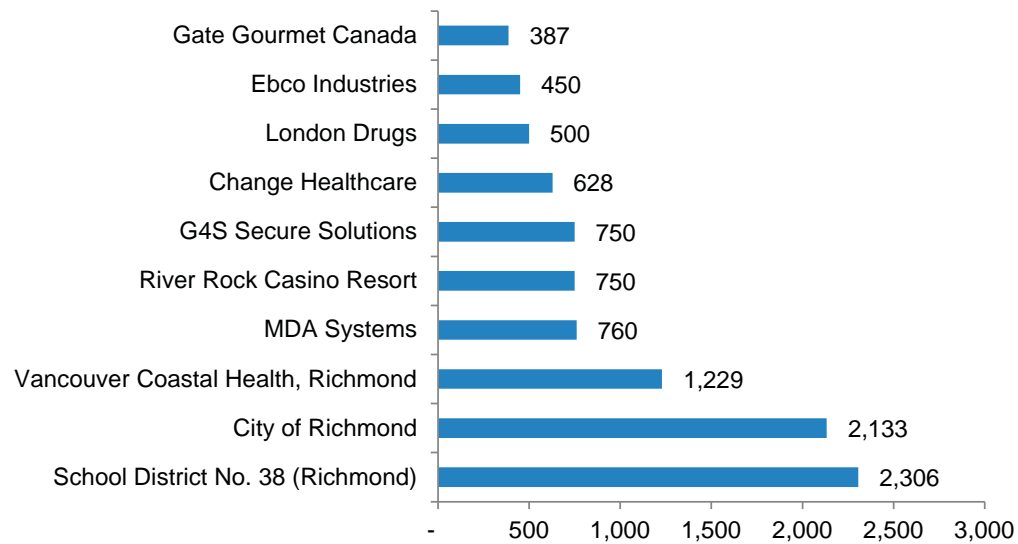 Gate Gourmet Canada 387
Ebco Industries 450
London Drugs 500
Change Healthcare 628
G4S Secure Solutions 750
River Rock Casino Resort 750
MDA Systems 760
Vancouver Coastal Health, Richmond 1,229
City of Richmond 2,133
School District No. 38 (Richmond) 2,306
- 500 1,000 1,500 2,000 2,500 3,000